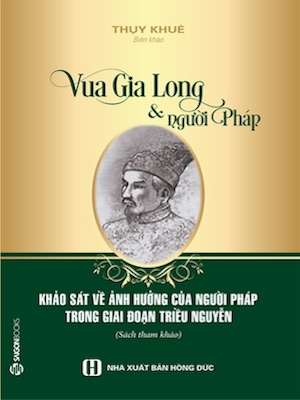 THỤY KHUÊ
Biên khảo
Vua Gia Long
& người Pháp
KHẢO SÁT VỀ ẢNH HƯỞNG CỦA NGƯỜI PHÁP
TRONG GIAI ĐOẠN TRIỀU NGUYỄN
(Sách tham khảo)
SAIGONBOOKS
H NHÀ XUẤT BẢN HỒNG ĐỨC